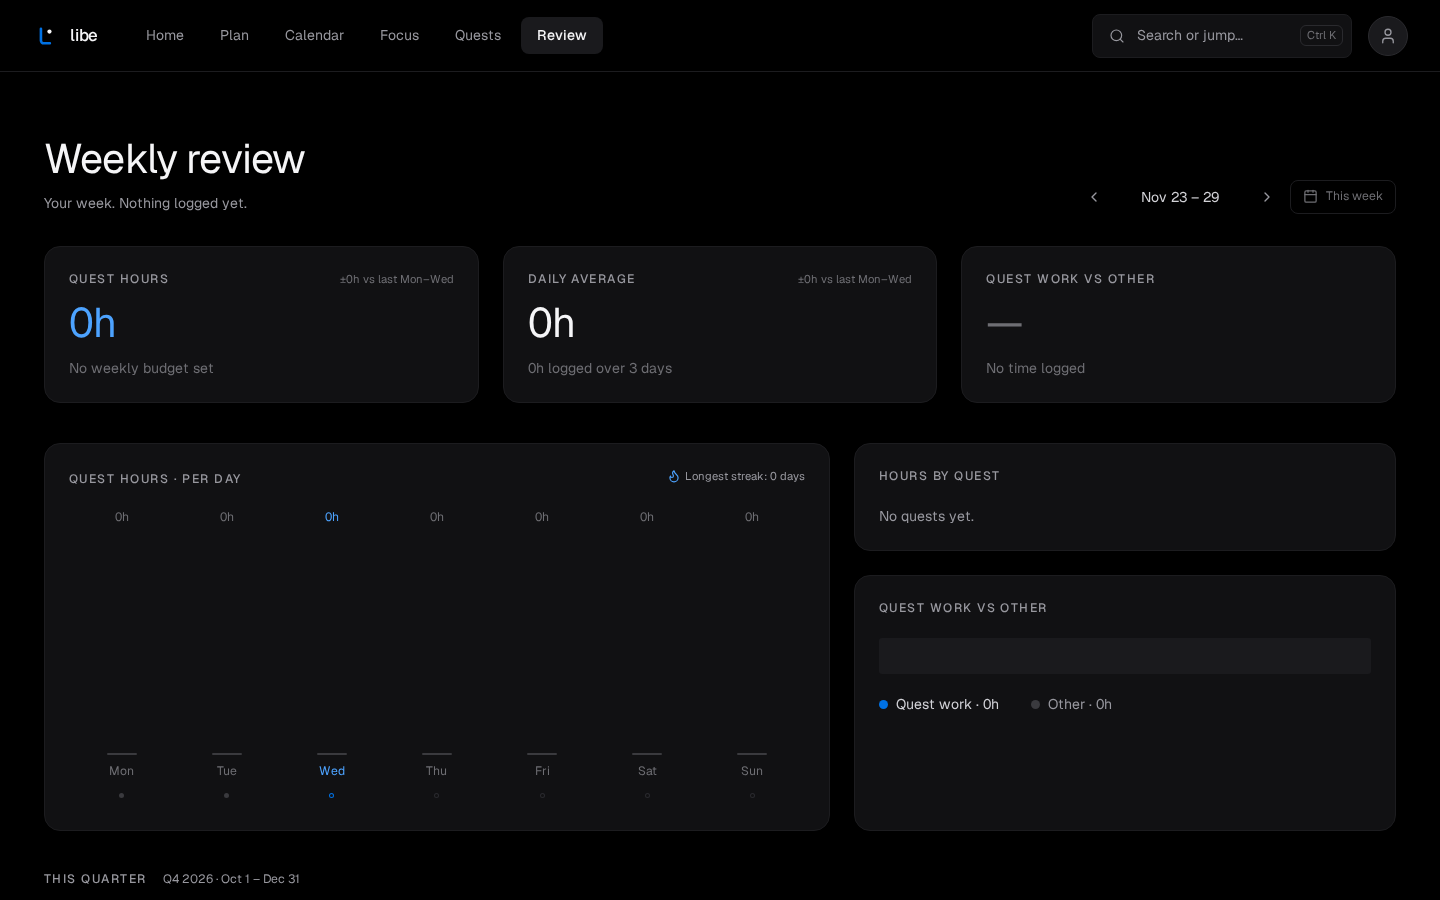 libe
Home
Plan
Calendar
Focus
Quests
Review
Search or jump...
Ctrl K
Weekly review
Your week. Nothing logged yet.
Nov 23 – 29
This week
QUEST HOURS
±0h vs last Mon–Wed
0h
No weekly budget set
DAILY AVERAGE
±0h vs last Mon–Wed
0h
0h logged over 3 days
QUEST WORK VS OTHER
—
No time logged
QUEST HOURS · PER DAY
Longest streak: 0 days
0h 0h 0h 0h 0h 0h 0h
Mon Tue Wed Thu Fri Sat Sun
HOURS BY QUEST
No quests yet.
QUEST WORK VS OTHER
Quest work · 0h
Other · 0h
THIS QUARTER
Q4 2026 · Oct 1 – Dec 31